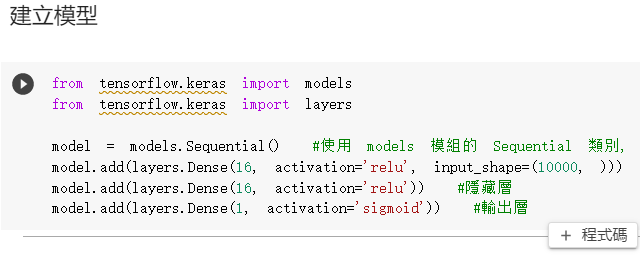 建立模型
from tensorflow.keras import models
from tensorflow.keras import layers
model = models.Sequential() #使用 models 模組的 Sequential 類別,
model.add(layers.Dense(16, activation='relu', input_shape=(10000, )))
model.add(layers.Dense(16, activation='relu')) #隱藏層
model.add(layers.Dense(1, activation='sigmoid')) #輸出層
+ 程式碼